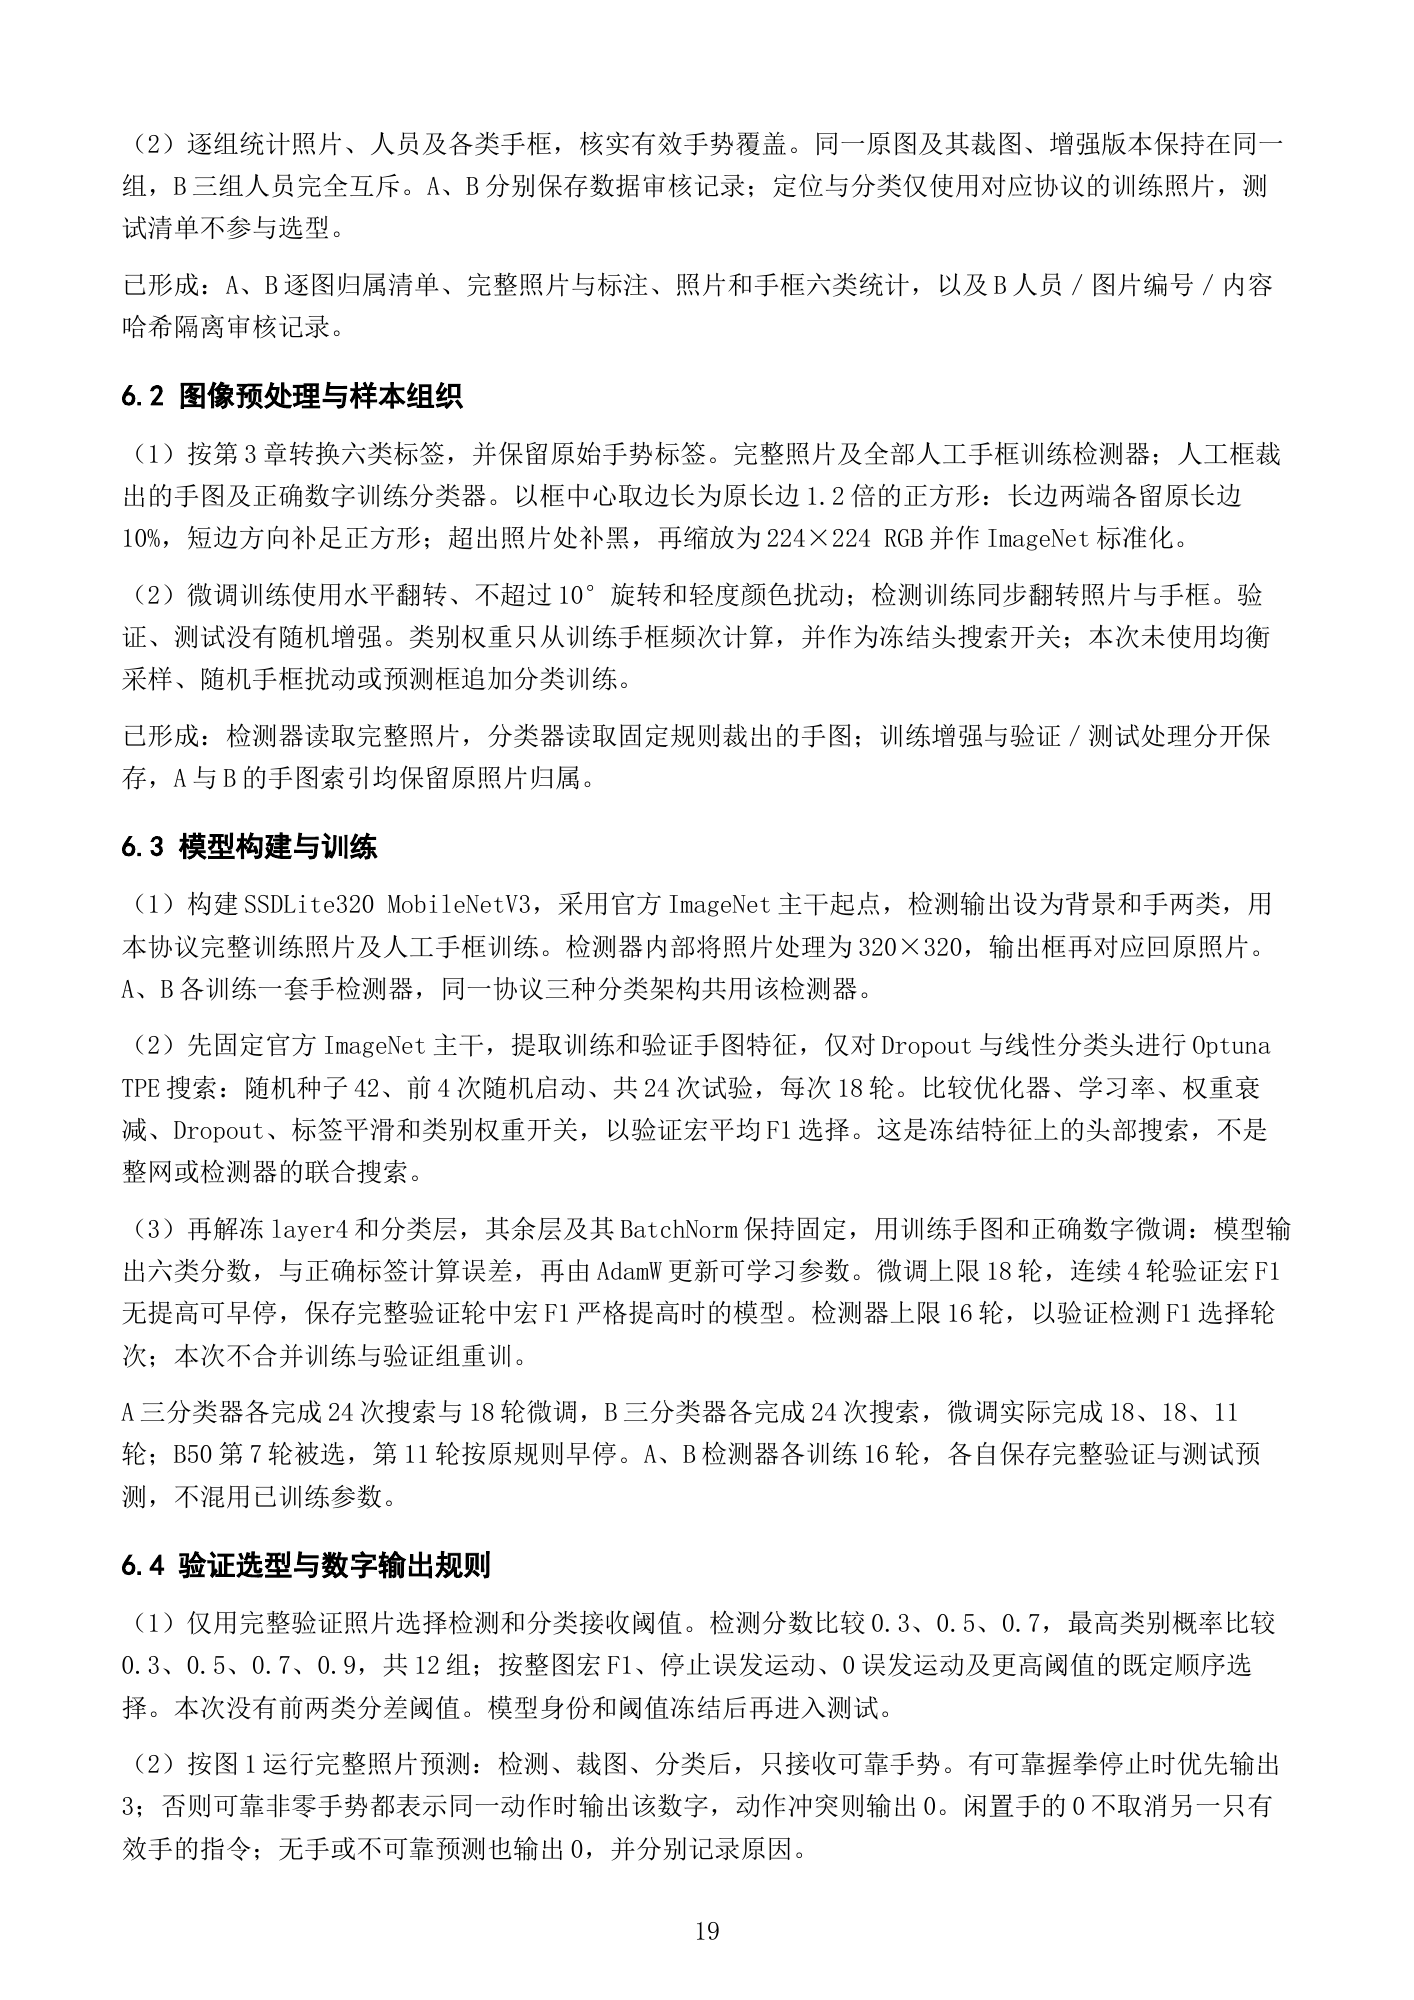 （2）逐组统计照片、人员及各类手框，核实有效手势覆盖。同一原图及其裁图、增强版本保持在同一
组，B 三组人员完全互斥。A、B 分别保存数据审核记录；定位与分类仅使用对应协议的训练照片，测
试清单不参与选型。
已形成：A、B 逐图归属清单、完整照片与标注、照片和手框六类统计，以及 B 人员 / 图片编号 / 内容
哈希隔离审核记录。
6.2 图像预处理与样本组织
（1）按第 3 章转换六类标签，并保留原始手势标签。完整照片及全部人工手框训练检测器；人工框裁
出的手图及正确数字训练分类器。以框中心取边长为原长边 1.2 倍的正方形：长边两端各留原长边
10%，短边方向补足正方形；超出照片处补黑，再缩放为 224×224 RGB 并作 ImageNet 标准化。
（2）微调训练使用水平翻转、不超过 10° 旋转和轻度颜色扰动；检测训练同步翻转照片与手框。验
证、测试没有随机增强。类别权重只从训练手框频次计算，并作为冻结头搜索开关；本次未使用均衡
采样、随机手框扰动或预测框追加分类训练。
已形成：检测器读取完整照片，分类器读取固定规则裁出的手图；训练增强与验证 / 测试处理分开保
存，A 与 B 的手图索引均保留原照片归属。
6.3 模型构建与训练
（1）构建 SSDLite320 MobileNetV3，采用官方 ImageNet 主干起点，检测输出设为背景和手两类，用
本协议完整训练照片及人工手框训练。检测器内部将照片处理为 320×320，输出框再对应回原照片。
A、B 各训练一套手检测器，同一协议三种分类架构共用该检测器。
（2）先固定官方 ImageNet 主干，提取训练和验证手图特征，仅对 Dropout 与线性分类头进行 Optuna
TPE 搜索：随机种子 42、前 4 次随机启动、共 24 次试验，每次 18 轮。比较优化器、学习率、权重衰
减、Dropout、标签平滑和类别权重开关，以验证宏平均 F1 选择。这是冻结特征上的头部搜索，不是
整网或检测器的联合搜索。
（3）再解冻 layer4 和分类层，其余层及其 BatchNorm 保持固定，用训练手图和正确数字微调：模型输
出六类分数，与正确标签计算误差，再由 AdamW 更新可学习参数。微调上限 18 轮，连续 4 轮验证宏 F1
无提高可早停，保存完整验证轮中宏 F1 严格提高时的模型。检测器上限 16 轮，以验证检测 F1 选择轮
次；本次不合并训练与验证组重训。
A 三分类器各完成 24 次搜索与 18 轮微调，B 三分类器各完成 24 次搜索，微调实际完成 18、18、11
轮；B50 第 7 轮被选，第 11 轮按原规则早停。A、B 检测器各训练 16 轮，各自保存完整验证与测试预
测，不混用已训练参数。
6.4 验证选型与数字输出规则
（1）仅用完整验证照片选择检测和分类接收阈值。检测分数比较 0.3、0.5、0.7，最高类别概率比较
0.3、0.5、0.7、0.9，共 12 组；按整图宏 F1、停止误发运动、0 误发运动及更高阈值的既定顺序选
择。本次没有前两类分差阈值。模型身份和阈值冻结后再进入测试。
（2）按图 1 运行完整照片预测：检测、裁图、分类后，只接收可靠手势。有可靠握拳停止时优先输出
3；否则可靠非零手势都表示同一动作时输出该数字，动作冲突则输出 0。闲置手的 0 不取消另一只有
效手的指令；无手或不可靠预测也输出 0，并分别记录原因。
19